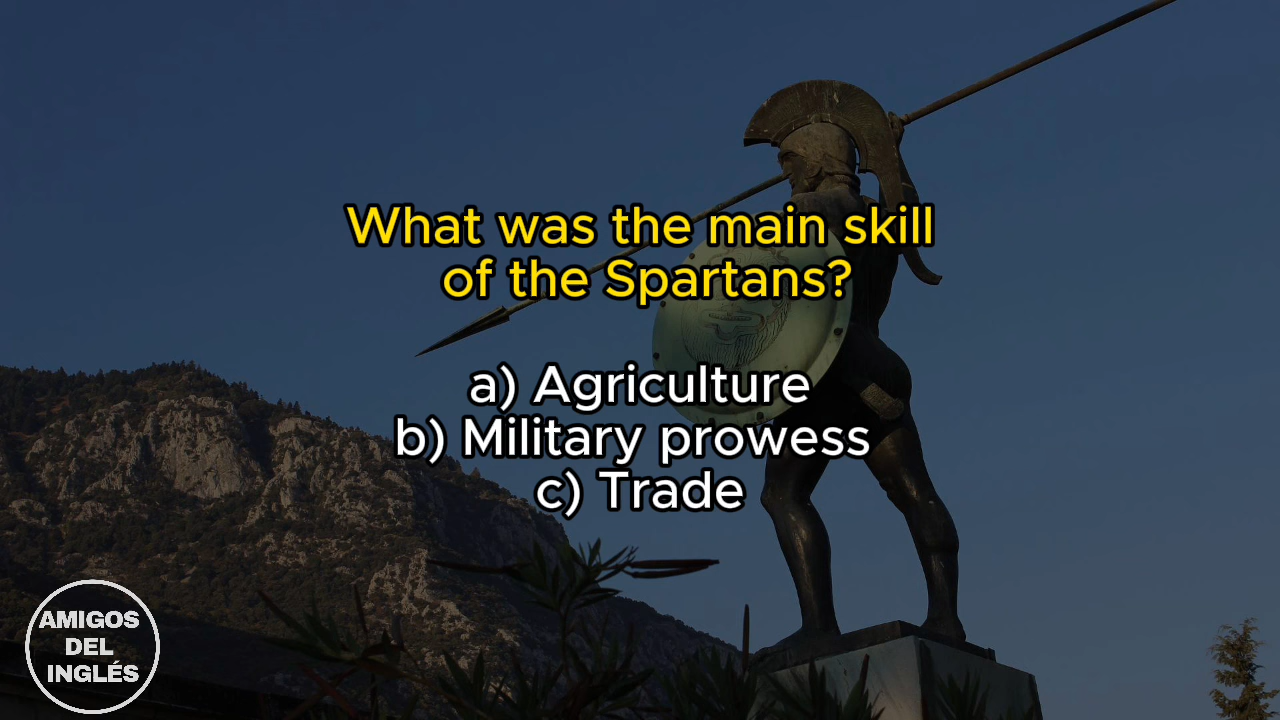 What was the main skill
of the Spartans?
a) Agriculture
b) Military prowess
c) Trade
AMIGOS
DEL
INGLÉS